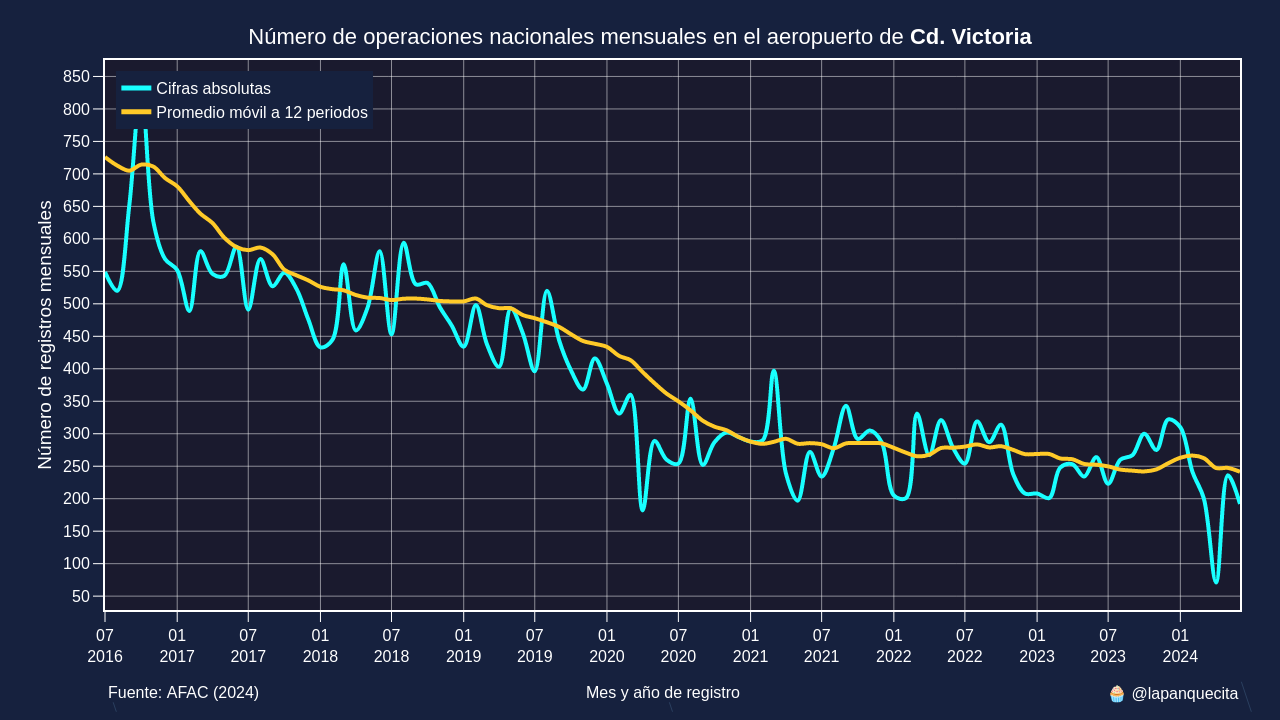 Número de operaciones nacionales mensuales en el aeropuerto de Cd. Victoria
Cifras absolutas
Promedio móvil a 12 periodos
Número de registros mensuales
850
800
750
700
650
600
550
500
450
400
350
300
250
200
150
100
50
07 01 07 01 07 01 07 01 07 01 07 01 07 01 07 01
2016 2017 2017 2018 2018 2019 2019 2020 2020 2021 2021 2022 2022 2023 2023 2024
Fuente: AFAC (2024)
Mes y año de registro
🧁 @lapanquecita